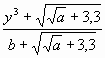 y³ + √(√a + 3,3)
b + √(√a + 3,3)